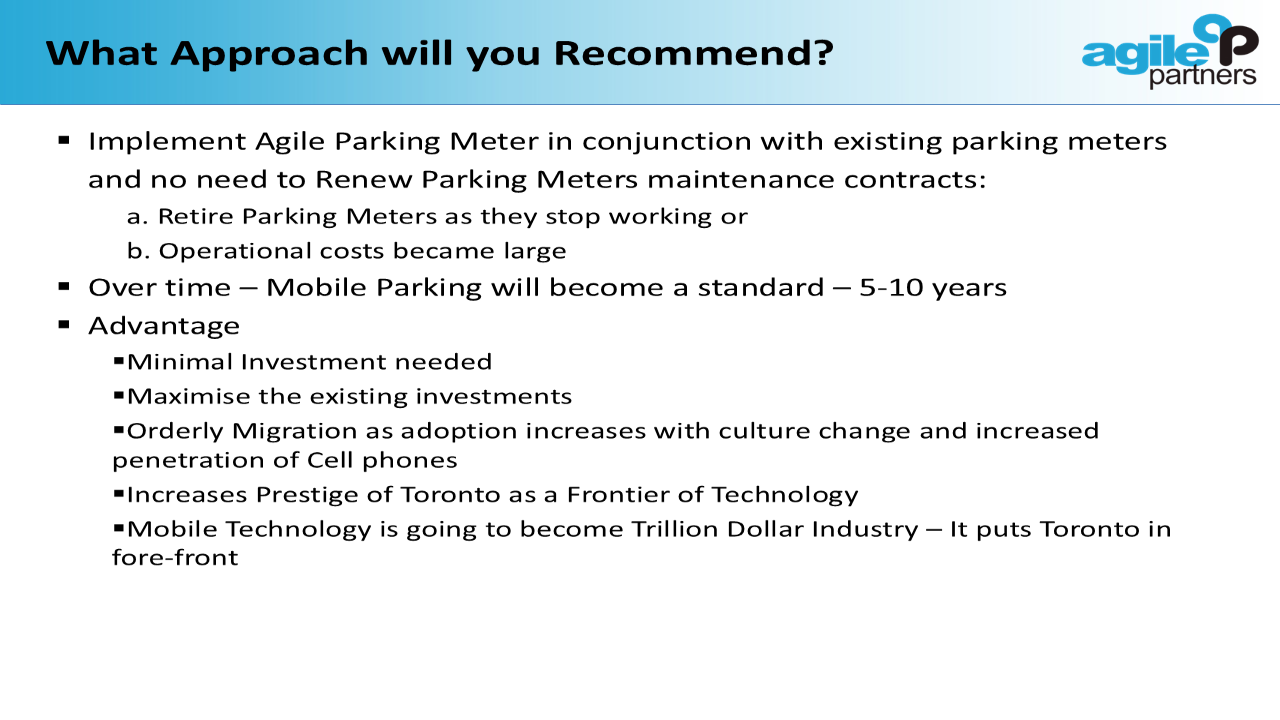 What Approach will you Recommend?
agile P
partners
▪ Implement Agile Parking Meter in conjunction with existing parking meters
and no need to Renew Parking Meters maintenance contracts:
a. Retire Parking Meters as they stop working or
b. Operational costs became large
▪ Over time – Mobile Parking will become a standard – 5-10 years
▪ Advantage
▪Minimal Investment needed
▪Maximise the existing investments
▪Orderly Migration as adoption increases with culture change and increased
penetration of Cell phones
▪Increases Prestige of Toronto as a Frontier of Technology
▪Mobile Technology is going to become Trillion Dollar Industry – It puts Toronto in
fore-front